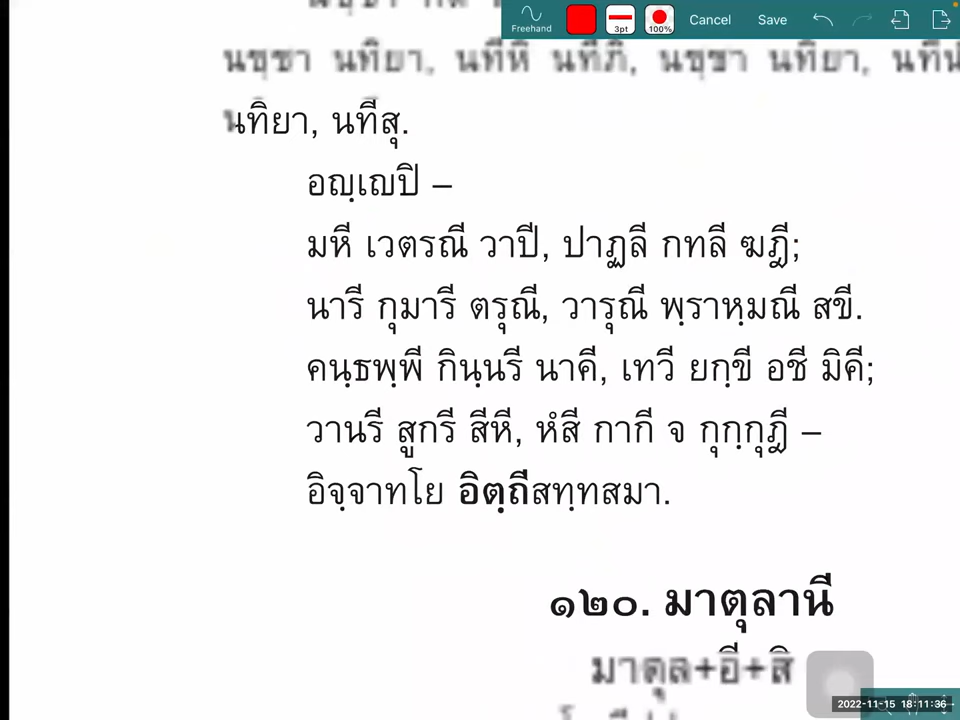 Freehand 3pt 100% Cancel Save
นชฺชา นทิยา, นทีหิ นทีภิ, นชฺชา นทิยา, นทีนํ
นทิยา, นทีสุ.
อญฺเญปิ –
มหี เวตรณี วาปี, ปาฏลี กทลี ฆฏี;
นารี กุมารี ตรุณี, วารุณี พฺราหฺมณี สขี.
คนฺธพฺพี กินฺนรี นาคี, เทวี ยกฺขี อชี มิคี;
วานรี สูกรี สีหี, หํสี กากี จ กุกฺกุฏี –
อิจฺจาทโย อิตฺถีสทฺทสมา.
๑๒๐. มาตุลานี
มาตุล+อี+สิ
2022-11-15 18:11:36